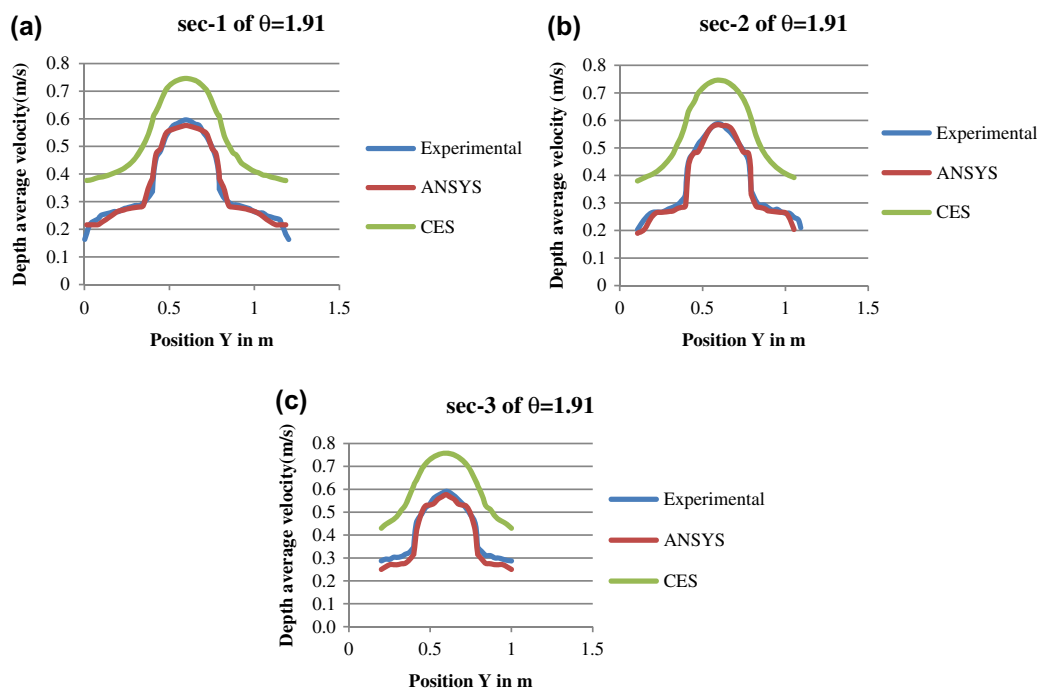 (a)
sec-1 of θ=1.91
Depth average velocity(m/s)
0.8
0.7
0.6
0.5
0.4
0.3
0.2
0.1
0
0
0.5
1
1.5
Position Y in m
Experimental
ANSYS
CES
(b)
sec-2 of θ=1.91
Depth average velocity (m/s)
0.8
0.7
0.6
0.5
0.4
0.3
0.2
0.1
0
0
0.5
1
1.5
Position Y in m
Experimental
ANSYS
CES
(c)
sec-3 of θ=1.91
Depth average velocity(m/s)
0.8
0.7
0.6
0.5
0.4
0.3
0.2
0.1
0.0
0
0.5
1
1.5
Position Y in m
Experimental
ANSYS
CES